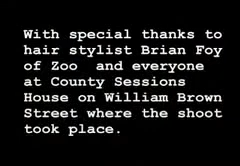 With special thanks to
hair stylist Brian Foy
of Zoo and everyone
at County Sessions
House on William Brown
Street where the shoot
took place.